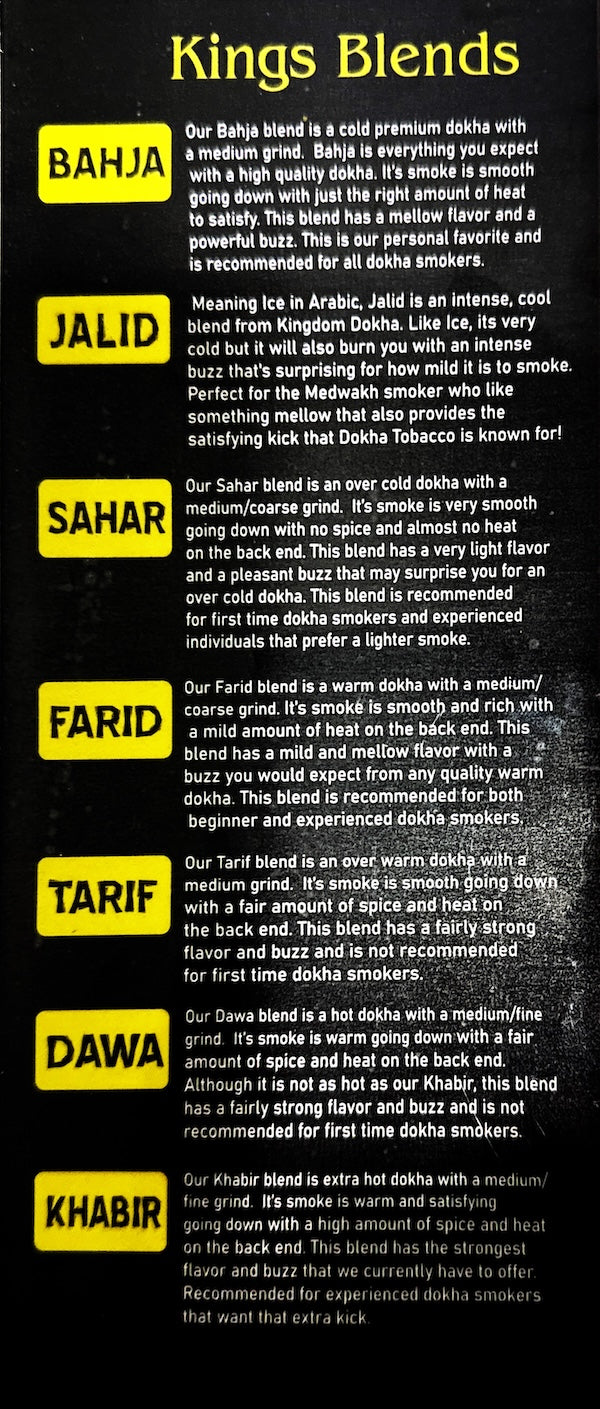 Kings Blends
BAHJA
Our Bahja blend is a cold premium dokha with
a medium grind. Bahja is everything you expect
with a high quality dokha. It's smoke is smooth
going down with just the right amount of heat
to satisfy. This blend has a mellow flavor and a
powerful buzz. This is our personal favorite and
is recommended for all dokha smokers.
JALID
Meaning Ice in Arabic, Jalid is an intense, cool
blend from Kingdom Dokha. Like Ice, its very
cold but it will also burn you with an intense
buzz that's surprising for how mild it is to smoke.
Perfect for the Medwakh smoker who like
something mellow that also provides the
satisfying kick that Dokha Tobacco is known for!
SAHAR
Our Sahar blend is an over cold dokha with a
medium/coarse grind. It's smoke is very smooth
going down with no spice and almost no heat
on the back end. This blend has a very light flavor
and a pleasant buzz that may surprise you for an
over cold dokha. This blend is recommended
for first time dokha smokers and experienced
individuals that prefer a lighter smoke.
FARID
Our Farid blend is a warm dokha with a medium/
coarse grind. It's smoke is smooth and rich with
a mild amount of heat on the back end. This
blend has a mild and mellow flavor with a
buzz you would expect from any quality warm
dokha. This blend is recommended for both
beginner and experienced dokha smokers.
TARIF
Our Tarif blend is an over warm dokha with a
medium grind. It's smoke is smooth going down
with a fair amount of spice and heat on
the back end. This blend has a fairly strong
flavor and buzz and is not recommended
for first time dokha smokers.
DAWA
Our Dawa blend is a hot dokha with a medium/fine
grind. It's smoke is warm going down with a fair
amount of spice and heat on the back end.
Although it is not as hot as our Khabir, this blend
has a fairly strong flavor and buzz and is not
recommended for first time dokha smokers.
KHABIR
Our Khabir blend is extra hot dokha with a medium/
fine grind. It's smoke is warm and satisfying
going down with a high amount of spice and heat
on the back end. This blend has the strongest
flavor and buzz that we currently have to offer.
Recommended for experienced dokha smokers
that want that extra kick.